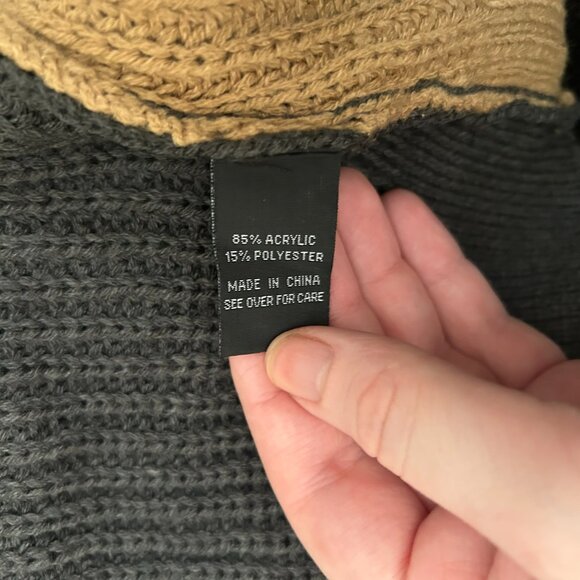 85% ACRYLIC
15% POLYESTER
MADE IN CHINA
SEE OVER FOR CARE